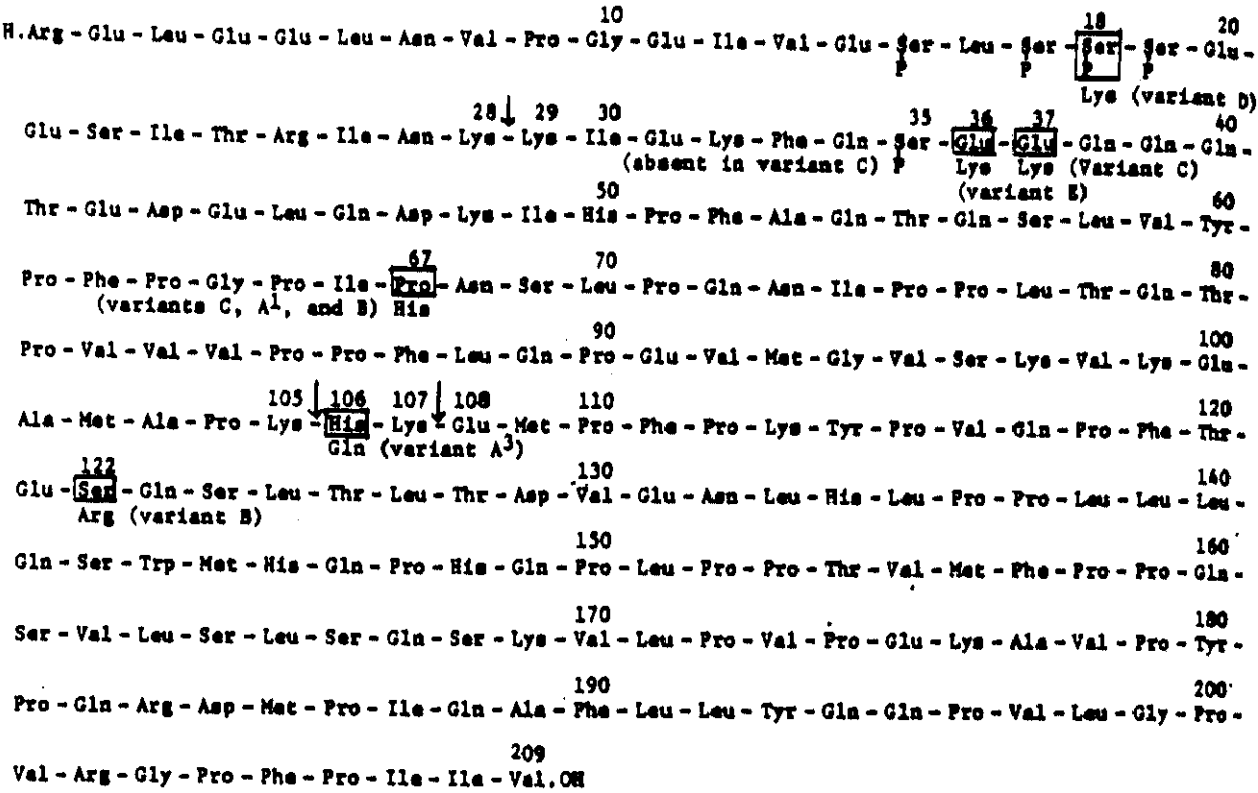 10 18 20
H.Arg - Glu - Leu - Glu - Glu - Leu - Asn - Val - Pro - Gly - Glu - Ile - Val - Glu - Ser - Leu - Ser - Ser - Ser - Glu -
P P P P
Lys (variant D)
28 ↓ 29 30 35 36 37 40
Glu - Ser - Ile - Thr - Arg - Ile - Asn - Lys - Lys - Ile - Glu - Lys - Phe - Gln - Ser - Glu - Glu - Gln - Gln - Gln -
(absent in variant C) P Lys Lys (Variant C)
(variant E)
50 60
Thr - Glu - Asp - Glu - Leu - Gln - Asp - Lys - Ile - His - Pro - Phe - Ala - Gln - Thr - Gln - Ser - Leu - Val - Tyr -
67 70 80
Pro - Phe - Pro - Gly - Pro - Ile - Pro - Asn - Ser - Leu - Pro - Gln - Asn - Ile - Pro - Pro - Leu - Thr - Gln - Thr -
(variants C, A1, and B) His
90 100
Pro - Val - Val - Val - Pro - Pro - Phe - Leu - Gln - Pro - Glu - Val - Met - Gly - Val - Ser - Lys - Val - Lys - Glu -
105 ↓ 106 107 ↓ 108 110 120
Ala - Met - Ala - Pro - Lys - His - Lys - Glu - Met - Pro - Phe - Pro - Lys - Tyr - Pro - Val - Gln - Pro - Phe - Thr -
Gln (variant A3)
122 130 140
Glu - Ser - Gln - Ser - Leu - Thr - Leu - Thr - Asp - Val - Glu - Asn - Leu - His - Leu - Pro - Pro - Leu - Leu - Leu -
Arg (variant B)
150 160
Gln - Ser - Trp - Met - His - Gln - Pro - His - Gln - Pro - Leu - Pro - Pro - Thr - Val - Met - Phe - Pro - Pro - Gln -
170 180
Ser - Val - Leu - Ser - Leu - Ser - Gln - Ser - Lys - Val - Leu - Pro - Val - Pro - Glu - Lys - Ala - Val - Pro - Tyr -
190 200
Pro - Gln - Arg - Asp - Met - Pro - Ile - Gln - Ala - Phe - Leu - Leu - Tyr - Gln - Gln - Pro - Val - Leu - Gly - Pro -
209
Val - Arg - Gly - Pro - Phe - Pro - Ile - Ile - Val.OH